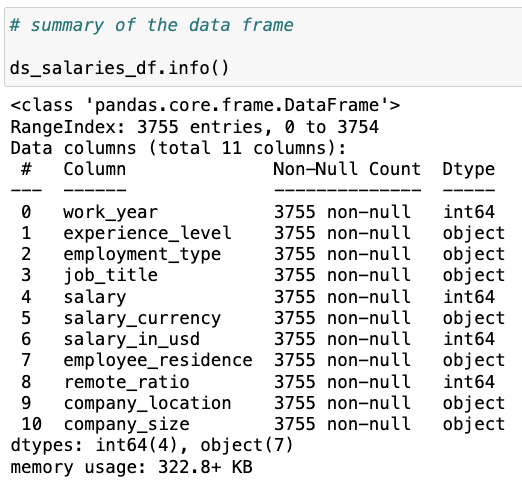 # summary of the data frame
ds_salaries_df.info()
<class 'pandas.core.frame.DataFrame'>
RangeIndex: 3755 entries, 0 to 3754
Data columns (total 11 columns):
 #   Column              Non-Null Count  Dtype
---  ------              --------------  -----
 0   work_year           3755 non-null   int64
 1   experience_level    3755 non-null   object
 2   employment_type     3755 non-null   object
 3   job_title           3755 non-null   object
 4   salary              3755 non-null   int64
 5   salary_currency     3755 non-null   object
 6   salary_in_usd       3755 non-null   int64
 7   employee_residence  3755 non-null   object
 8   remote_ratio        3755 non-null   int64
 9   company_location    3755 non-null   object
 10  company_size        3755 non-null   object
dtypes: int64(4), object(7)
memory usage: 322.8+ KB